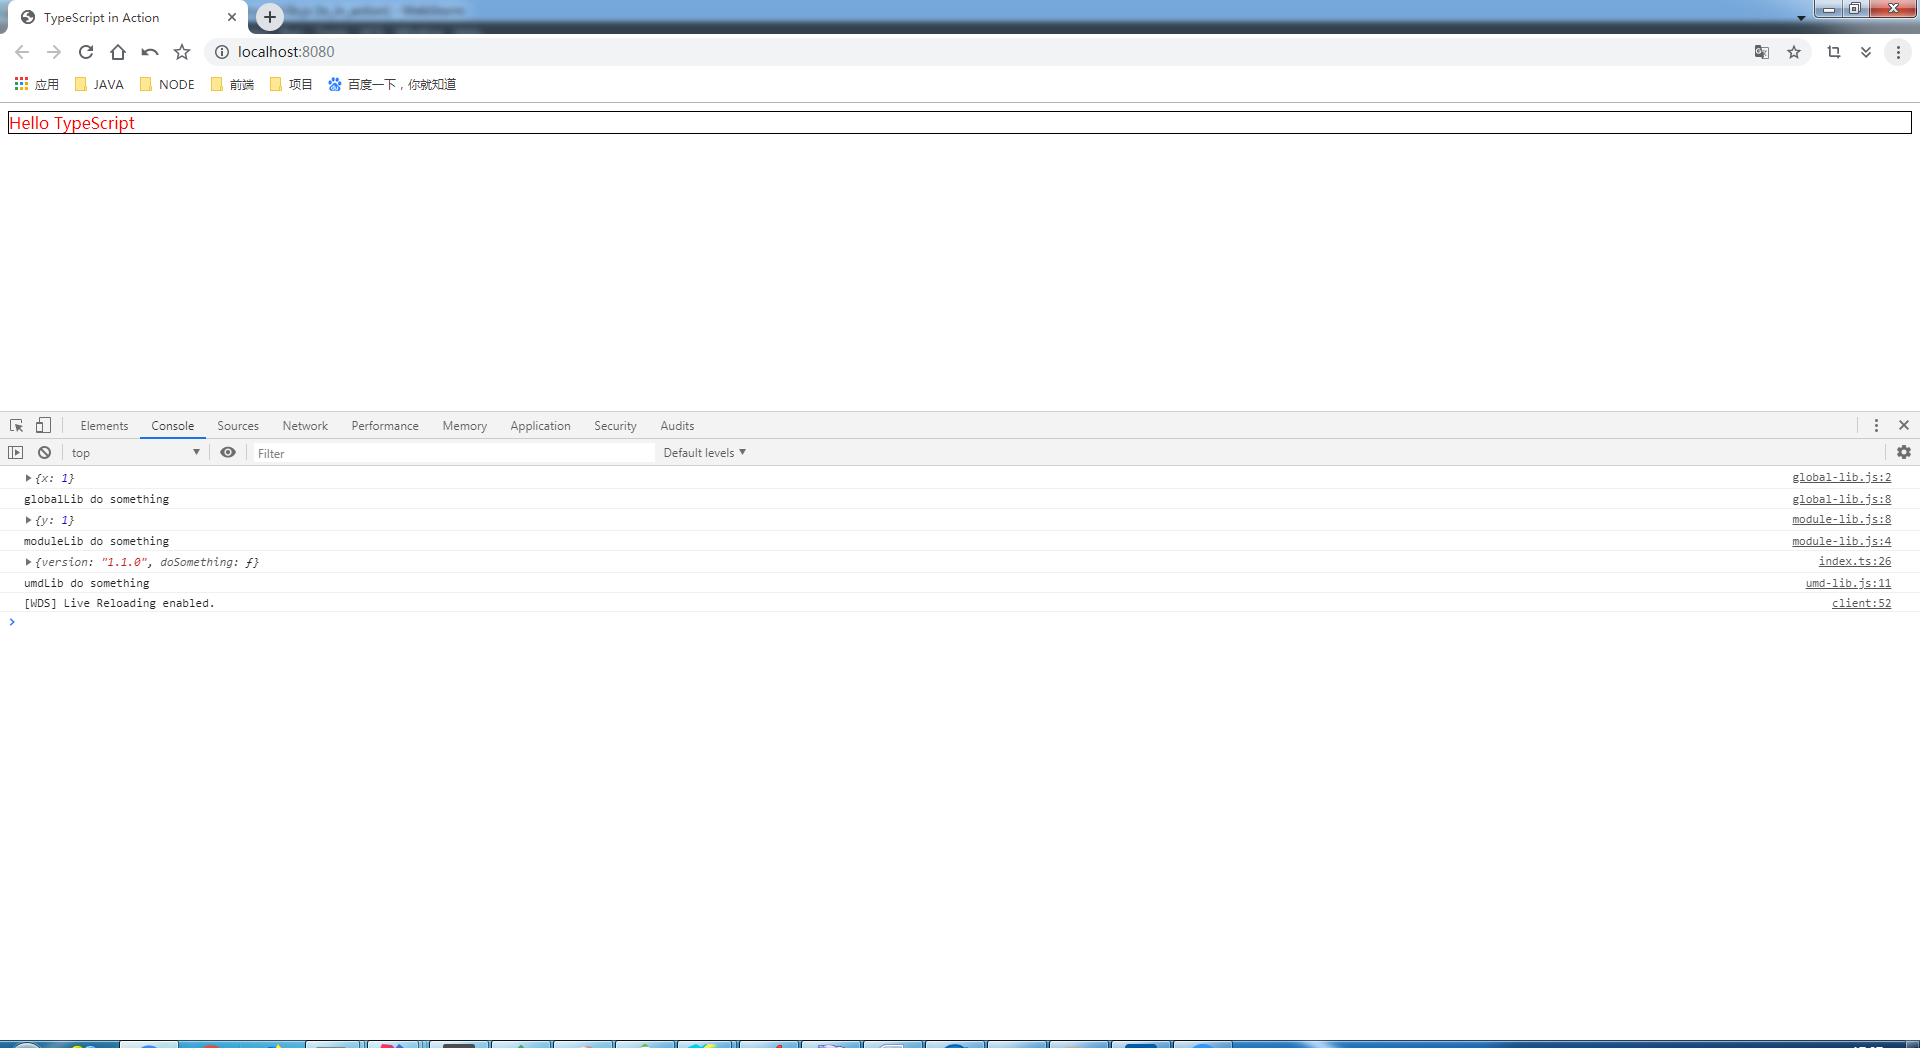 TypeScript in Action
localhost:8080
应用 JAVA NODE 前端 项目 百度一下，你就知道
Hello TypeScript
Elements Console Sources Network Performance Memory Application Security Audits
top Filter Default levels
{x: 1} global-lib.js:2
globalLib do something global-lib.js:8
{y: 1} module-lib.js:8
moduleLib do something module-lib.js:4
{version: "1.1.0", doSomething: ƒ} index.ts:26
umdLib do something umd-lib.js:11
[WDS] Live Reloading enabled. client:52